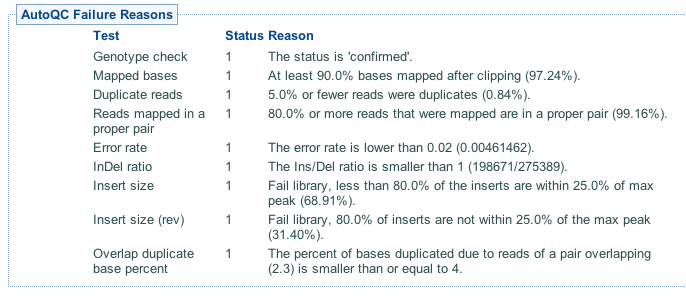 AutoQC Failure Reasons
Test Status Reason
Genotype check 1 The status is 'confirmed'.
Mapped bases 1 At least 90.0% bases mapped after clipping (97.24%).
Duplicate reads 1 5.0% or fewer reads were duplicates (0.84%).
Reads mapped in a 1 80.0% or more reads that were mapped are in a proper pair (99.16%).
proper pair
Error rate 1 The error rate is lower than 0.02 (0.00461462).
InDel ratio 1 The Ins/Del ratio is smaller than 1 (198671/275389).
Insert size 1 Fail library, less than 80.0% of the inserts are within 25.0% of max
peak (68.91%).
Insert size (rev) 1 Fail library, 80.0% of inserts are not within 25.0% of the max peak
(31.40%).
Overlap duplicate 1 The percent of bases duplicated due to reads of a pair overlapping
base percent (2.3) is smaller than or equal to 4.